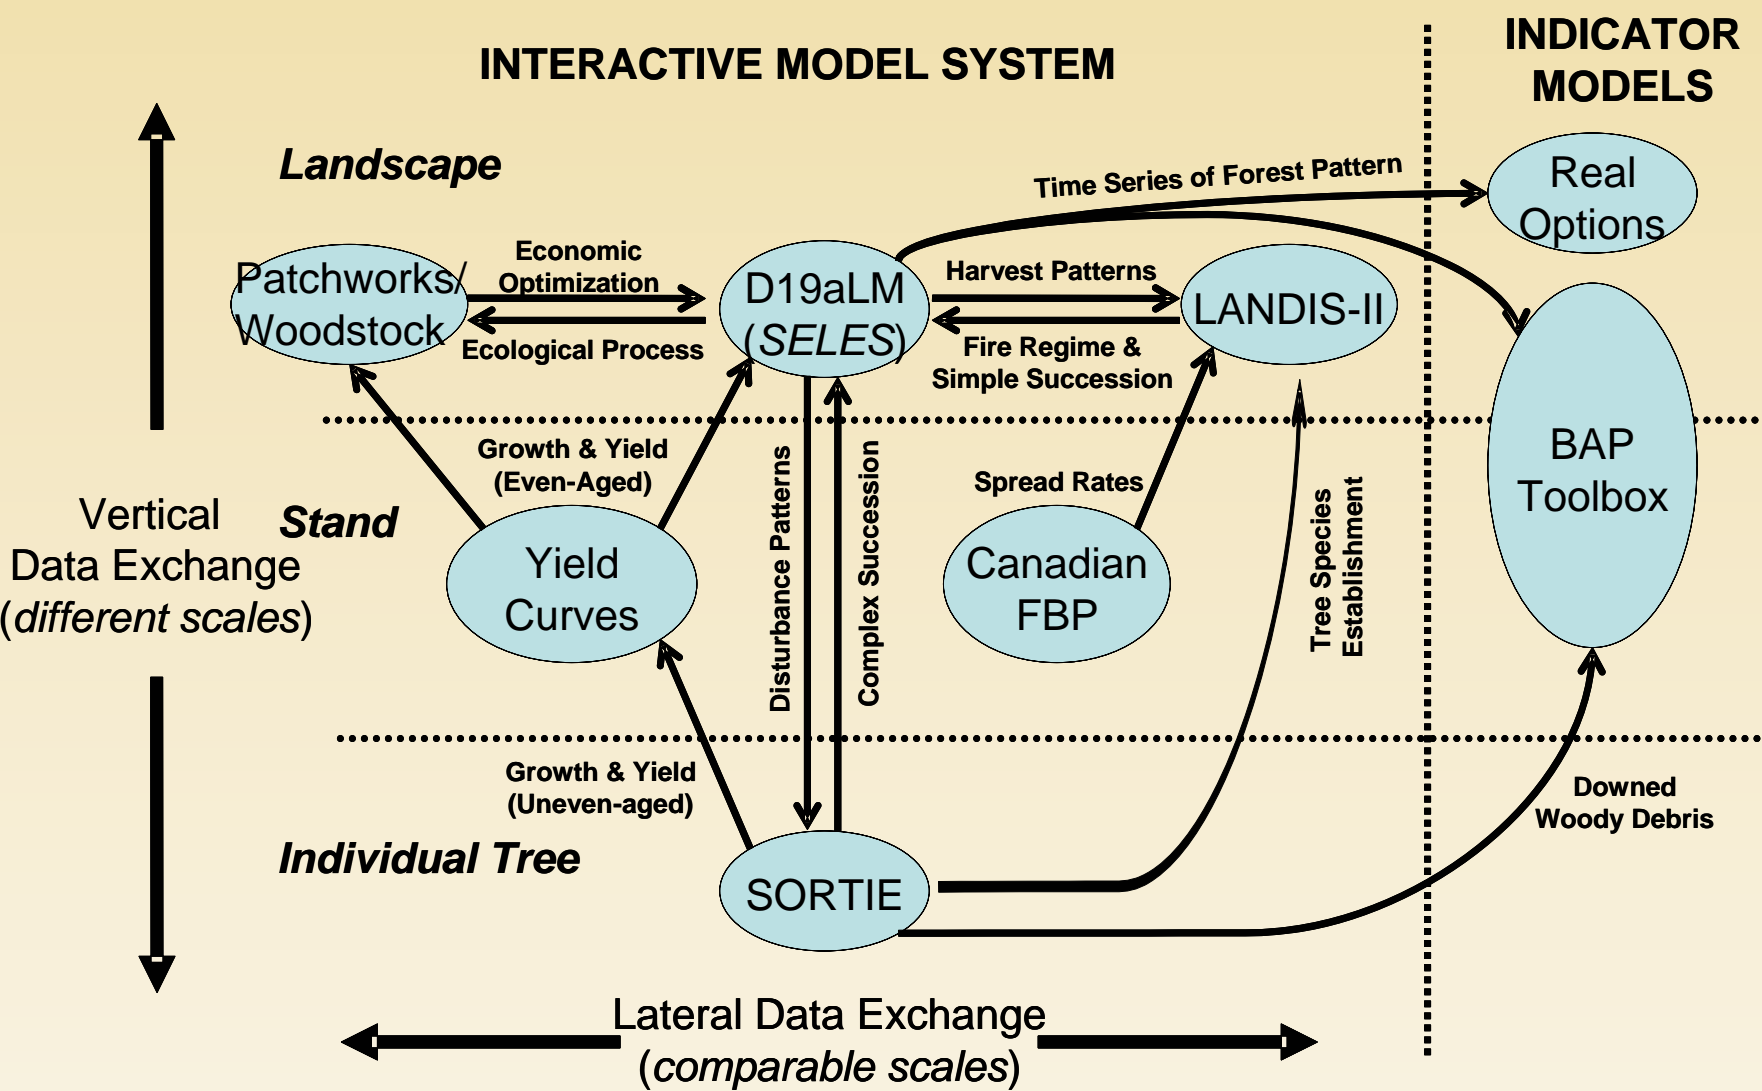 INTERACTIVE MODEL SYSTEM
INDICATOR
MODELS
Landscape
Time Series of Forest Pattern
Real
Options
Patchworks/
Woodstock
Economic
Optimization
Ecological Process
D19aLM
(SELES)
Harvest Patterns
Fire Regime &
Simple Succession
LANDIS-II
Growth & Yield
(Even-Aged)
Disturbance Patterns
Complex Succession
Spread Rates
Tree Species
Establishment
BAP
Toolbox
Vertical
Data Exchange
(different scales)
Stand
Yield
Curves
Canadian
FBP
Growth & Yield
(Uneven-aged)
Downed
Woody Debris
Individual Tree
SORTIE
Lateral Data Exchange
(comparable scales)